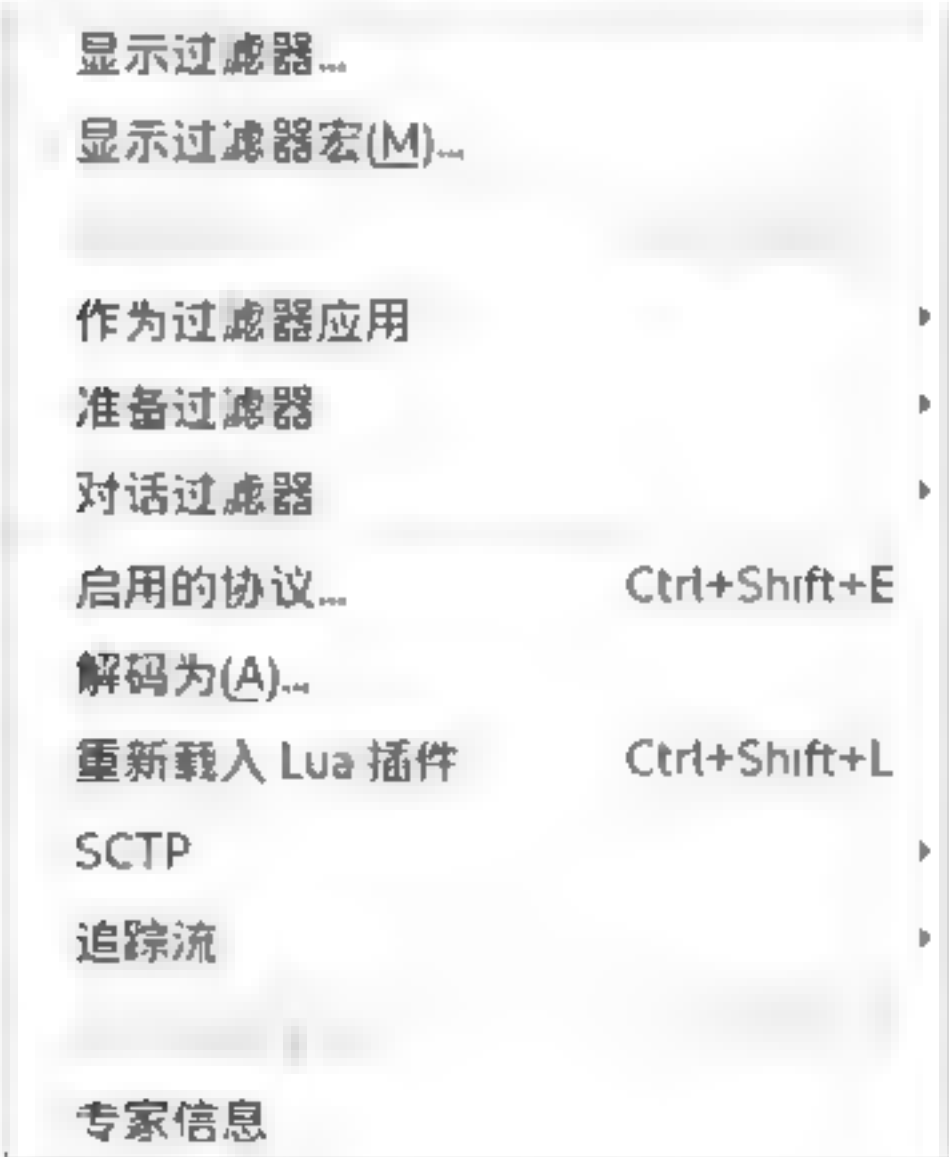 显示过滤器...
显示过滤器宏(M)...
作为过滤器应用
准备过滤器
对话过滤器
启用的协议... Ctrl+Shift+E
解码为(A)...
重新载入 Lua 插件 Ctrl+Shift+L
SCTP
追踪流
专家信息